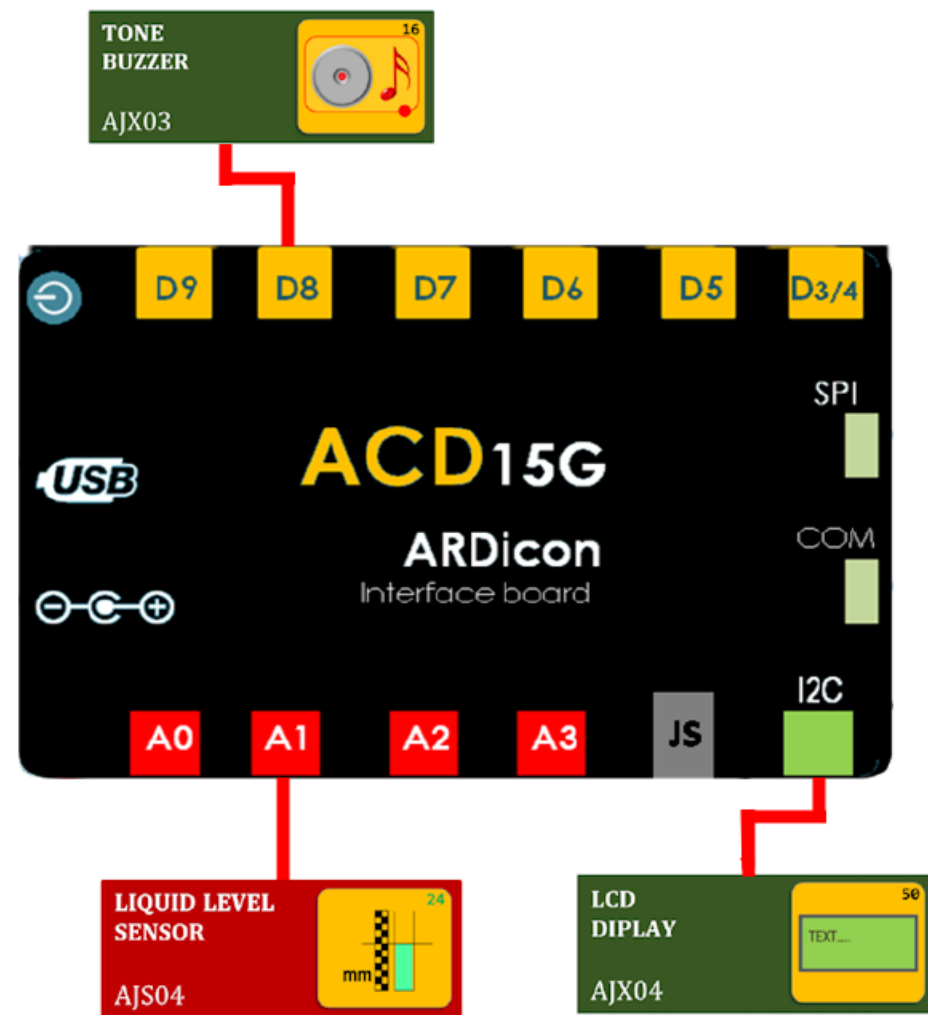 TONE
BUZZER
AJX03
16
D9 D8 D7 D6 D5 D3/4
SPI
USB
ACD15G
ARDicon
Interface board
COM
I2C
A0 A1 A2 A3 JS
LIQUID LEVEL
SENSOR
AJS04
24
mm
LCD
DIPLAY
AJX04
50
TEXT.....